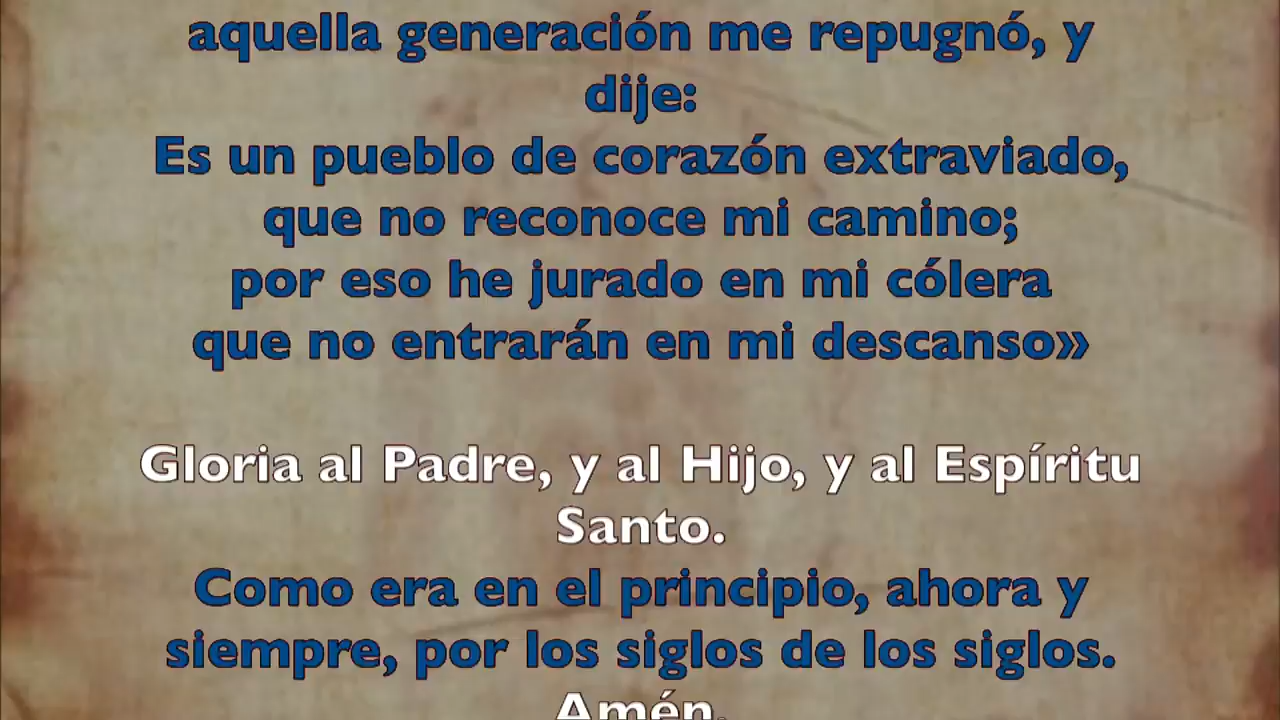 aquella generación me repugnó, y
dije:
Es un pueblo de corazón extraviado,
que no reconoce mi camino;
por eso he jurado en mi cólera
que no entrarán en mi descanso»
Gloria al Padre, y al Hijo, y al Espíritu
Santo.
Como era en el principio, ahora y
siempre, por los siglos de los siglos.
Amén.